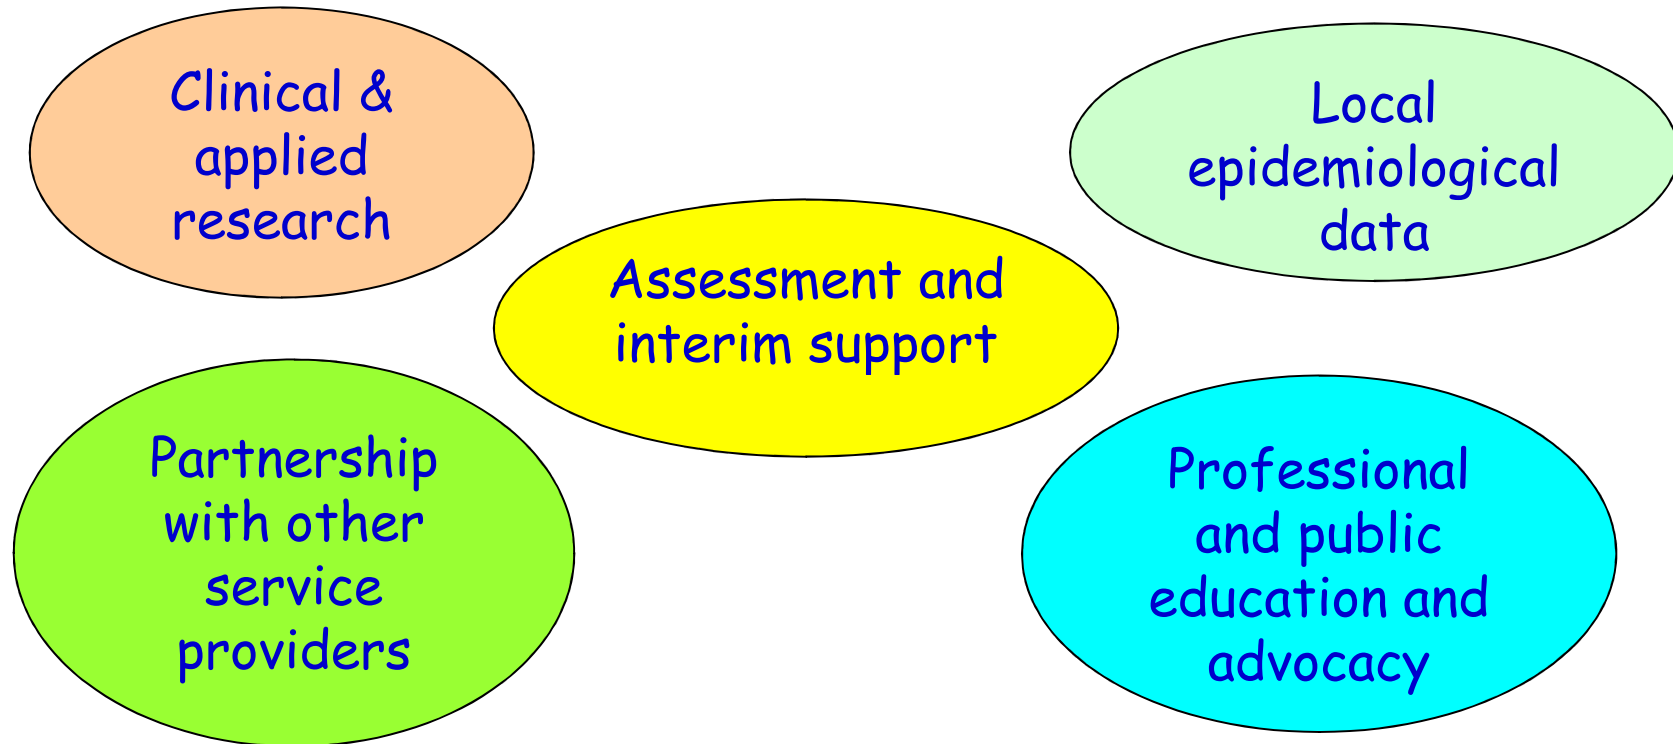 Clinical &
applied
research
Local
epidemiological
data
Assessment and
interim support
Partnership
with other
service
providers
Professional
and public
education and
advocacy